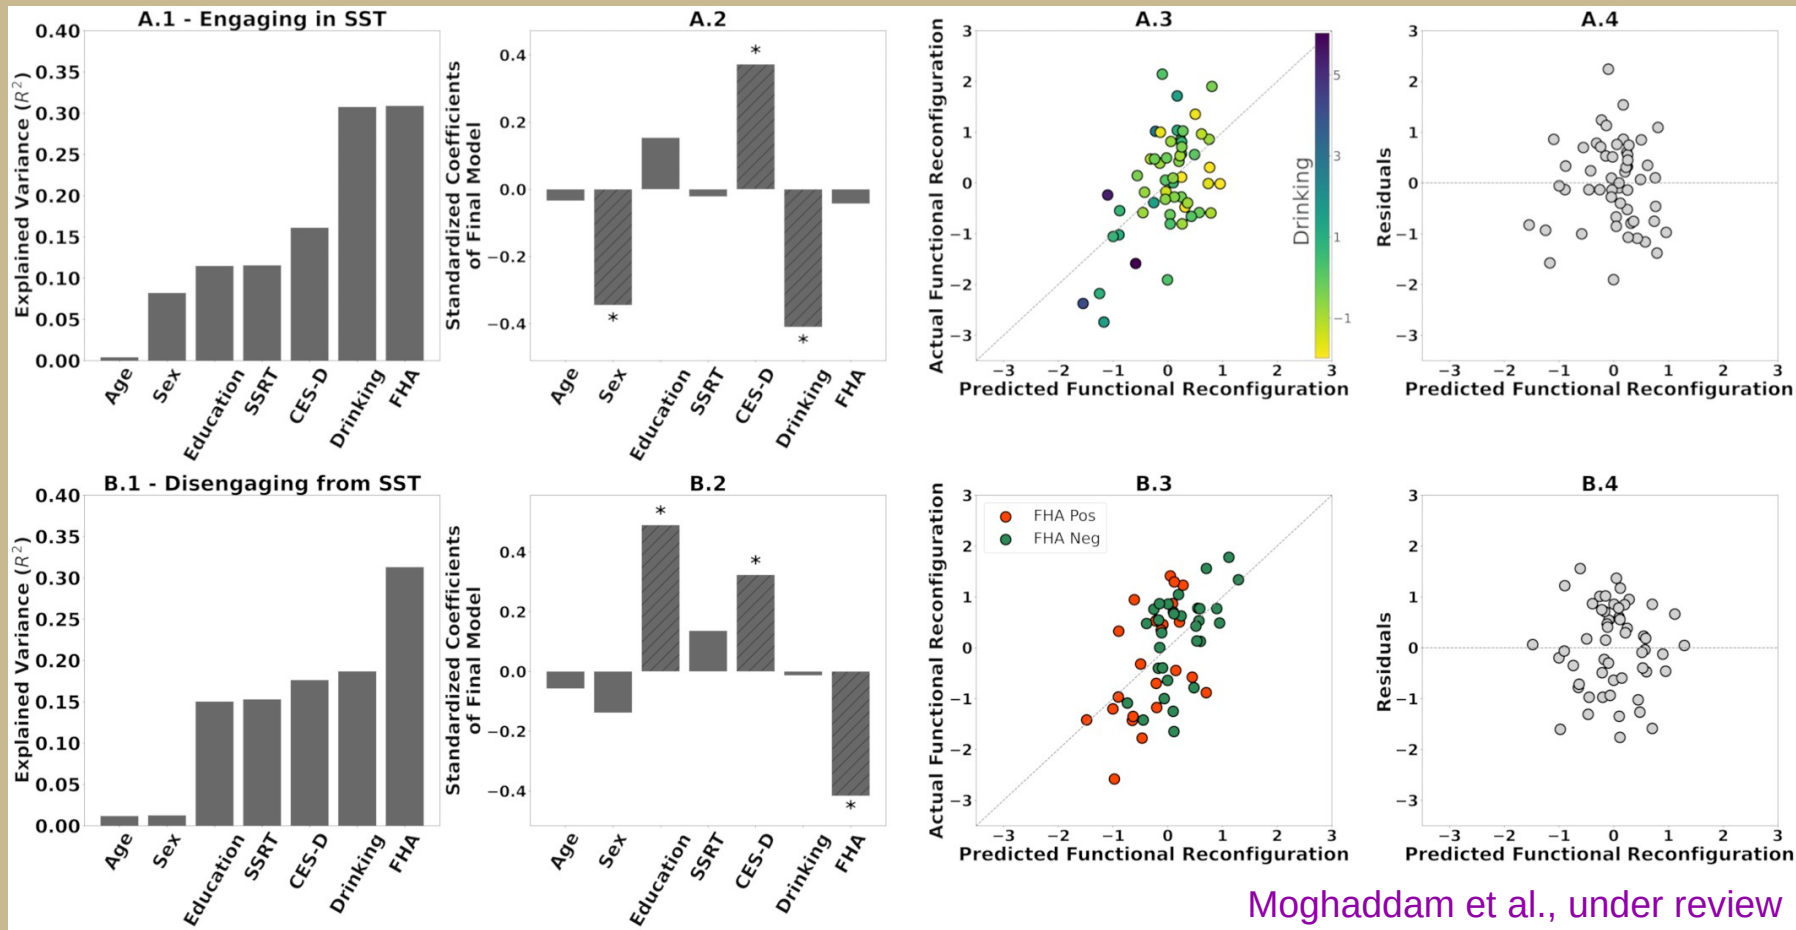 A.1 - Engaging in SST
Explained Variance (R²)
0.40
0.35
0.30
0.25
0.20
0.15
0.10
0.05
0.00
Age
Sex
Education
SSRT
CES-D
Drinking
FHA
A.2
Standardized Coefficients
of Final Model
0.4
0.2
0.0
−0.2
−0.4
*
*
*
Age
Sex
Education
SSRT
CES-D
Drinking
FHA
A.3
Actual Functional Reconfiguration
3
2
1
0
−1
−2
−3
−3
−2
−1
0
1
2
3
Predicted Functional Reconfiguration
Drinking
5
3
1
−1
A.4
Residuals
3
2
1
0
−1
−2
−3
−3
−2
−1
0
1
2
3
Predicted Functional Reconfiguration
B.1 - Disengaging from SST
Explained Variance (R²)
0.40
0.35
0.30
0.25
0.20
0.15
0.10
0.05
0.00
Age
Sex
Education
SSRT
CES-D
Drinking
FHA
B.2
Standardized Coefficients
of Final Model
0.4
0.2
0.0
−0.2
−0.4
*
*
*
Age
Sex
Education
SSRT
CES-D
Drinking
FHA
B.3
Actual Functional Reconfiguration
3
2
1
0
−1
−2
−3
FHA Pos
FHA Neg
−3
−2
−1
0
1
2
3
Predicted Functional Reconfiguration
B.4
Residuals
3
2
1
0
−1
−2
−3
−3
−2
−1
0
1
2
3
Predicted Functional Reconfiguration
Moghaddam et al., under review